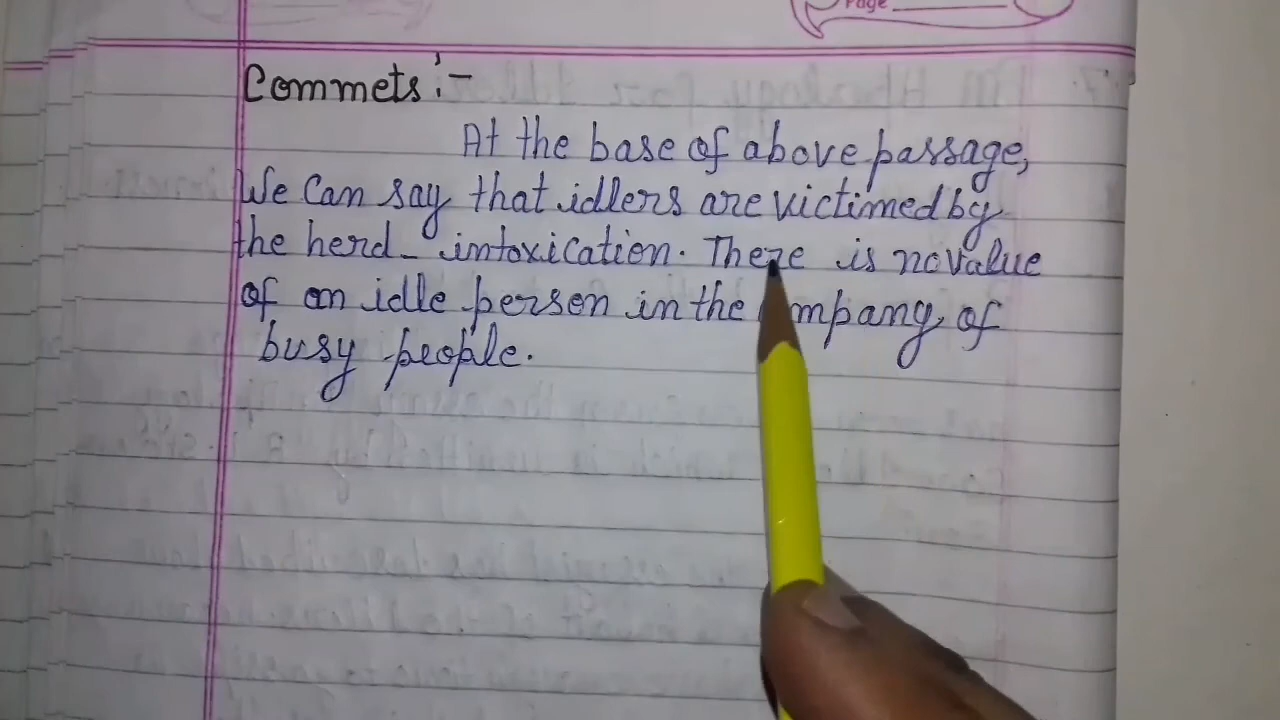 Page
Commets:-
At the base of above passage,
We can say that idlers are victimed by
the herd-intoxication. There is no value
of an idle person in the company of
busy people.